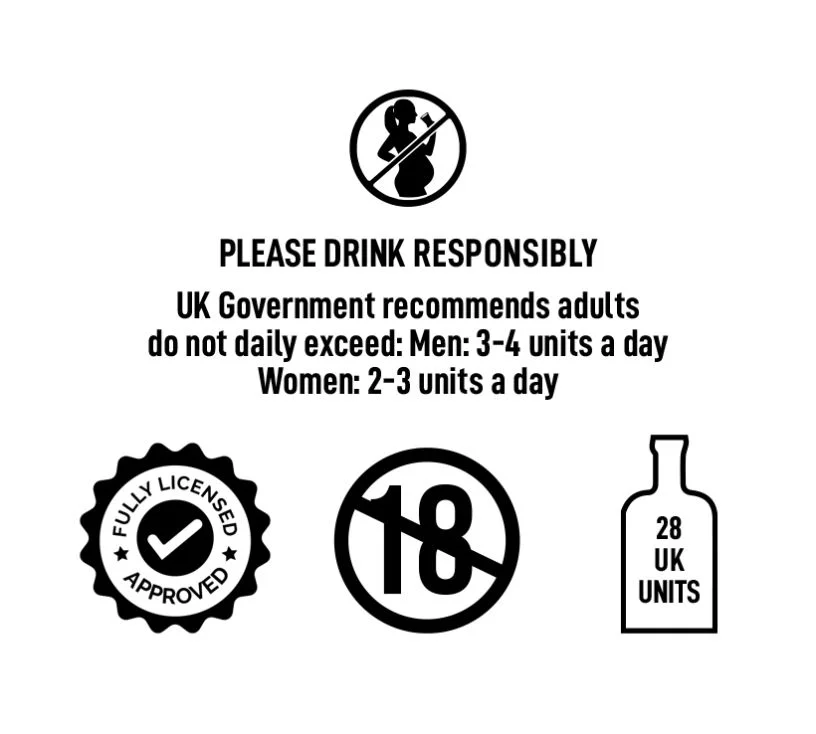 PLEASE DRINK RESPONSIBLY
UK Government recommends adults
do not daily exceed: Men: 3-4 units a day
Women: 2-3 units a day
FULLY LICENSED
APPROVED
18
28
UK
UNITS